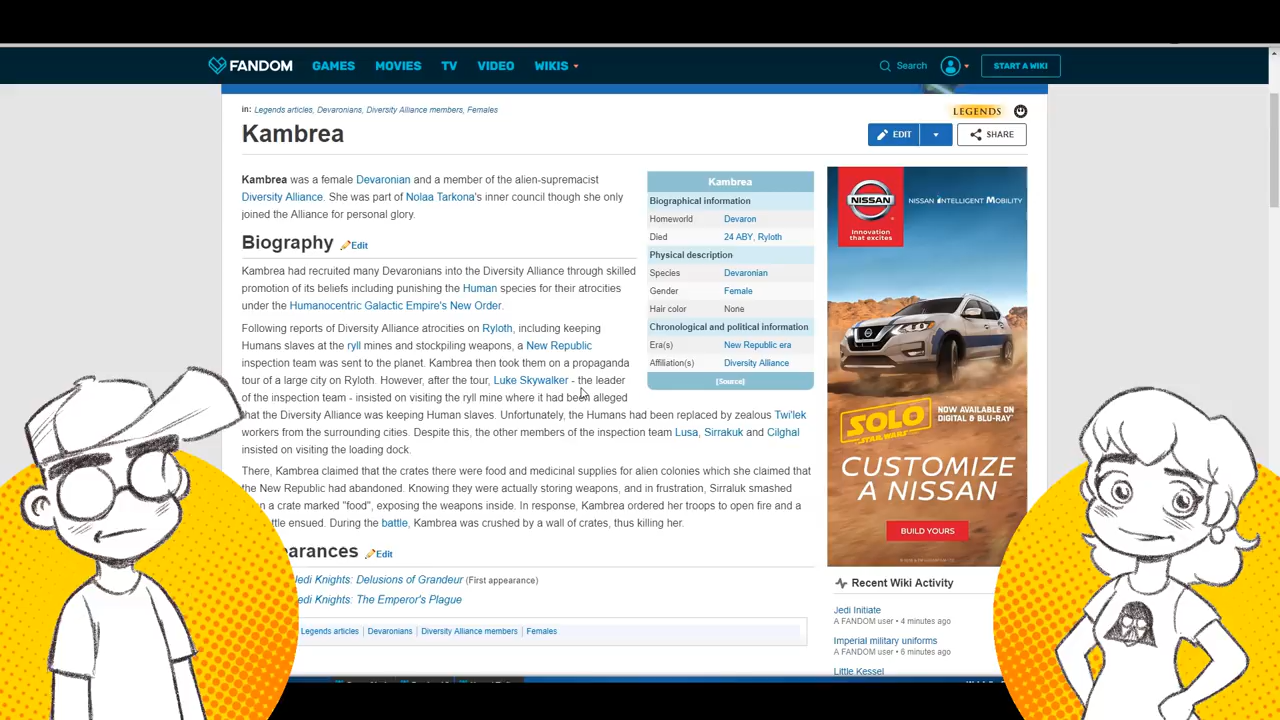 FANDOM GAMES MOVIES TV VIDEO WIKIS Search START A WIKI
in: Legends articles, Devaronians, Diversity Alliance members, Females
LEGENDS
Kambrea
EDIT SHARE
Kambrea was a female Devaronian and a member of the alien-supremacist
Diversity Alliance. She was part of Nolaa Tarkona's inner council though she only
joined the Alliance for personal glory.
Biography Edit
Kambrea had recruited many Devaronians into the Diversity Alliance through skilled
promotion of its beliefs including punishing the Human species for their atrocities
under the Humanocentric Galactic Empire's New Order.
Following reports of Diversity Alliance atrocities on Ryloth, including keeping
Humans slaves at the ryll mines and stockpiling weapons, a New Republic
inspection team was sent to the planet. Kambrea then took them on a propaganda
tour of a large city on Ryloth. However, after the tour, Luke Skywalker - the leader
of the inspection team - insisted on visiting the ryll mine where it had been alleged
that the Diversity Alliance was keeping Human slaves. Unfortunately, the Humans had been replaced by zealous Twi'lek
workers from the surrounding cities. Despite this, the other members of the inspection team Lusa, Sirrakuk and Cilghal
insisted on visiting the loading dock.
There, Kambrea claimed that the crates there were food and medicinal supplies for alien colonies which she claimed that
the New Republic had abandoned. Knowing they were actually storing weapons, and in frustration, Sirraluk smashed
a crate marked "food", exposing the weapons inside. In response, Kambrea ordered her troops to open fire and a
ensued. During the battle, Kambrea was crushed by a wall of crates, thus killing her.
Edit
Jedi Knights: Delusions of Grandeur (First appearance)
Jedi Knights: The Emperor's Plague
Legends articles Devaronians Diversity Alliance members Females
Kambrea
Biographical information
Homeworld Devaron
Died 24 ABY, Ryloth
Physical description
Species Devaronian
Gender Female
Hair color None
Chronological and political information
Era(s) New Republic era
Affiliation(s) Diversity Alliance
[Source]
NISSAN
NISSAN INTELLIGENT MOBILITY
Innovation
that excites
SOLO
STAR WARS
NOW AVAILABLE ON
DIGITAL & BLU-RAY
CUSTOMIZE
A NISSAN
BUILD YOURS
Recent Wiki Activity
Jedi Initiate
A FANDOM user • 4 minutes ago
Imperial military uniforms
A FANDOM user • 6 minutes ago
Little Kessel